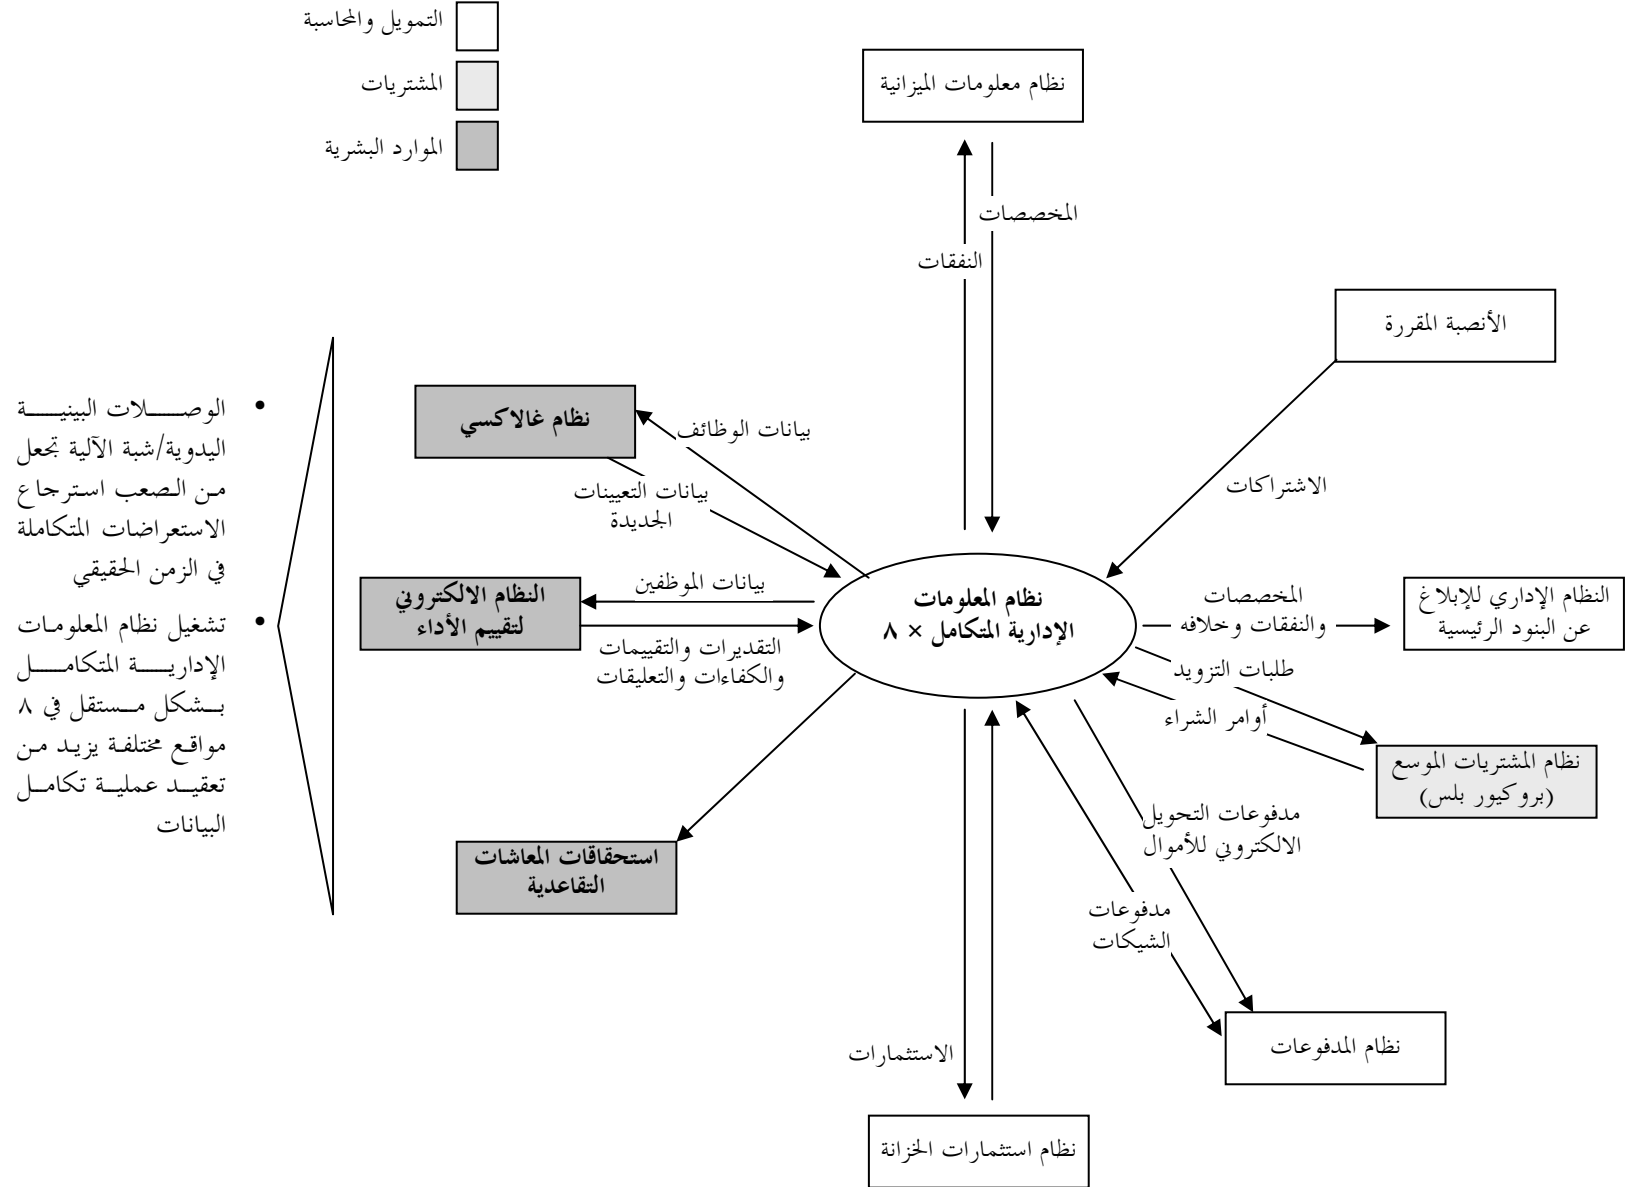 التمويل والمحاسبة
المشتريات
الموارد البشرية
نظام معلومات الميزانية
المخصصات
النفقات
الأنصبة المقررة
الاشتراكات
نظام غالاكسي
بيانات الوظائف
بيانات التعيينات
الجديدة
النظام الالكتروني
لتقييم الأداء
بيانات الموظفين
التقديرات والتقييمات
والكفاءات والتعليقات
نظام المعلومات
الإدارية المتكامل × ٨
المخصصات
والنفقات وخلافه
النظام الإداري للإبلاغ
عن البنود الرئيسية
طلبات التزويد
أوامر الشراء
نظام المشتريات الموسع
(بروكيور بلس)
استحقاقات المعاشات
التقاعدية
مدفوعات التحويل
الالكتروني للأموال
مدفوعات
الشيكات
نظام المدفوعات
الاستثمارات
نظام استثمارات الخزانة
• الوصلات البينية
اليدوية/شبة الآلية تجعل
من الصعب استرجاع
الاستعراضات المتكاملة
في الزمن الحقيقي
• تشغيل نظام المعلومات
الإدارية المتكامل
بشكل مستقل في ٨
مواقع مختلفة يزيد من
تعقيد عملية تكامل
البيانات